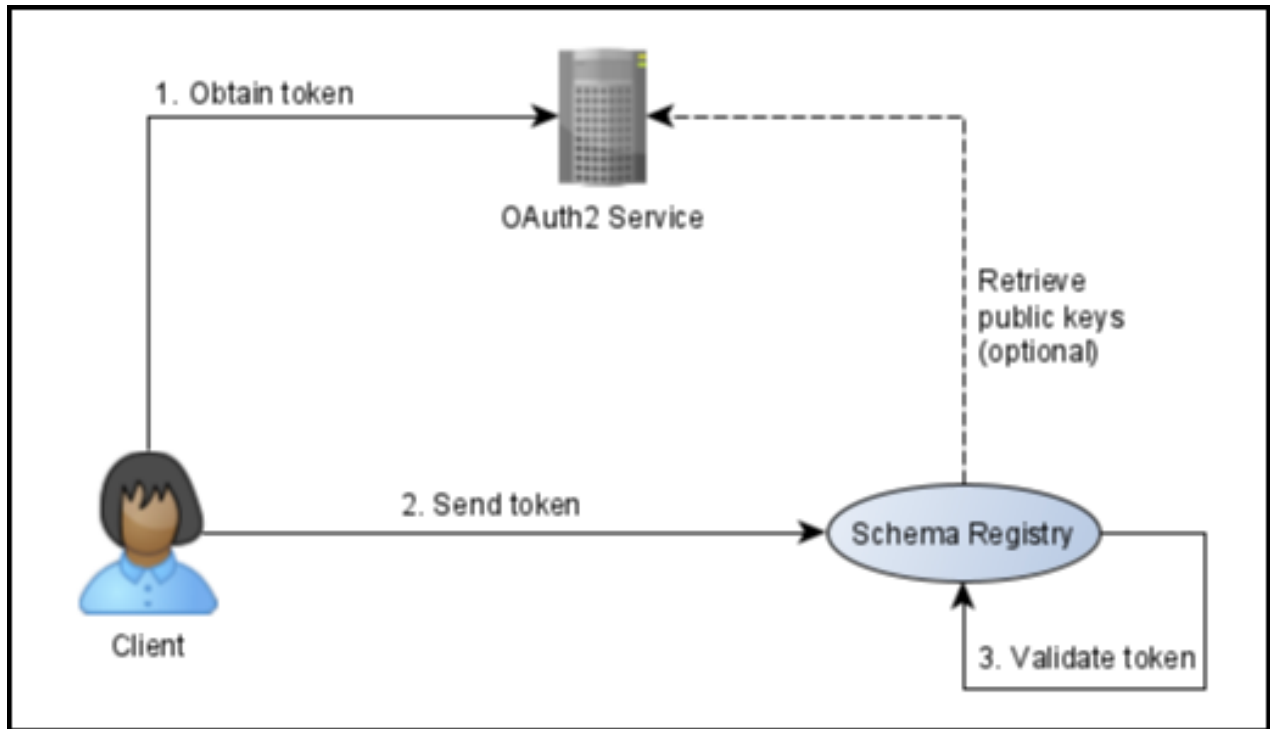 1. Obtain token
OAuth2 Service
Retrieve
public keys
(optional)
2. Send token
Schema Registry
Client
3. Validate token